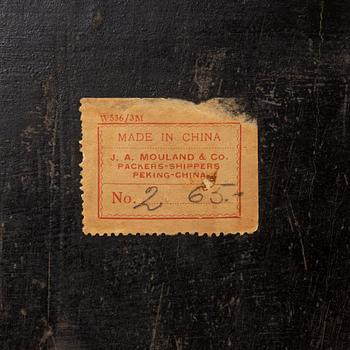 W536/3M
MADE IN CHINA
J. A. MOULAND & CO.
PACKERS-SHIPPERS
PEKING-CHINA
No. 2 65.-